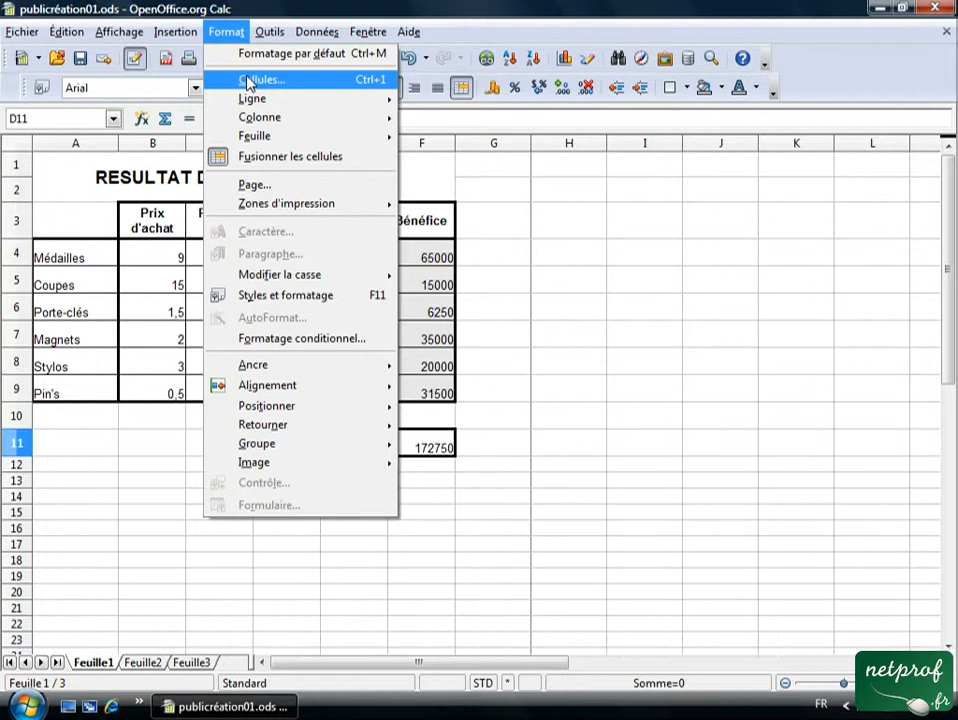 publicréation01.ods - OpenOffice.org Calc
Fichier Édition Affichage Insertion Format Outils Données Fenêtre Aide
Formatage par défaut Ctrl+M
Cellules... Ctrl+1
Ligne
Colonne
Feuille
Fusionner les cellules
Page...
Zones d'impression
Caractère...
Paragraphe...
Modifier la casse
Styles et formatage F11
AutoFormat...
Formatage conditionnel...
Ancre
Alignement
Positionner
Retourner
Groupe
Image
Contrôle...
Formulaire...
Arial
D11
A B F G H I J K L
1
2 RESULTAT D
3 Prix d'achat Bénéfice
4 Médailles 9 65000
5 Coupes 15 15000
6 Porte-clés 1,5 6250
7 Magnets 2 35000
8 Stylos 3 20000
9 Pin's 0,5 31500
10
11 172750
12
13
14
15
16
17
18
19
20
21
22
23
Feuille1 Feuille2 Feuille3
Feuille 1 / 3 Standard STD * Somme=0
publicréation01.ods ... FR
netprof
.fr